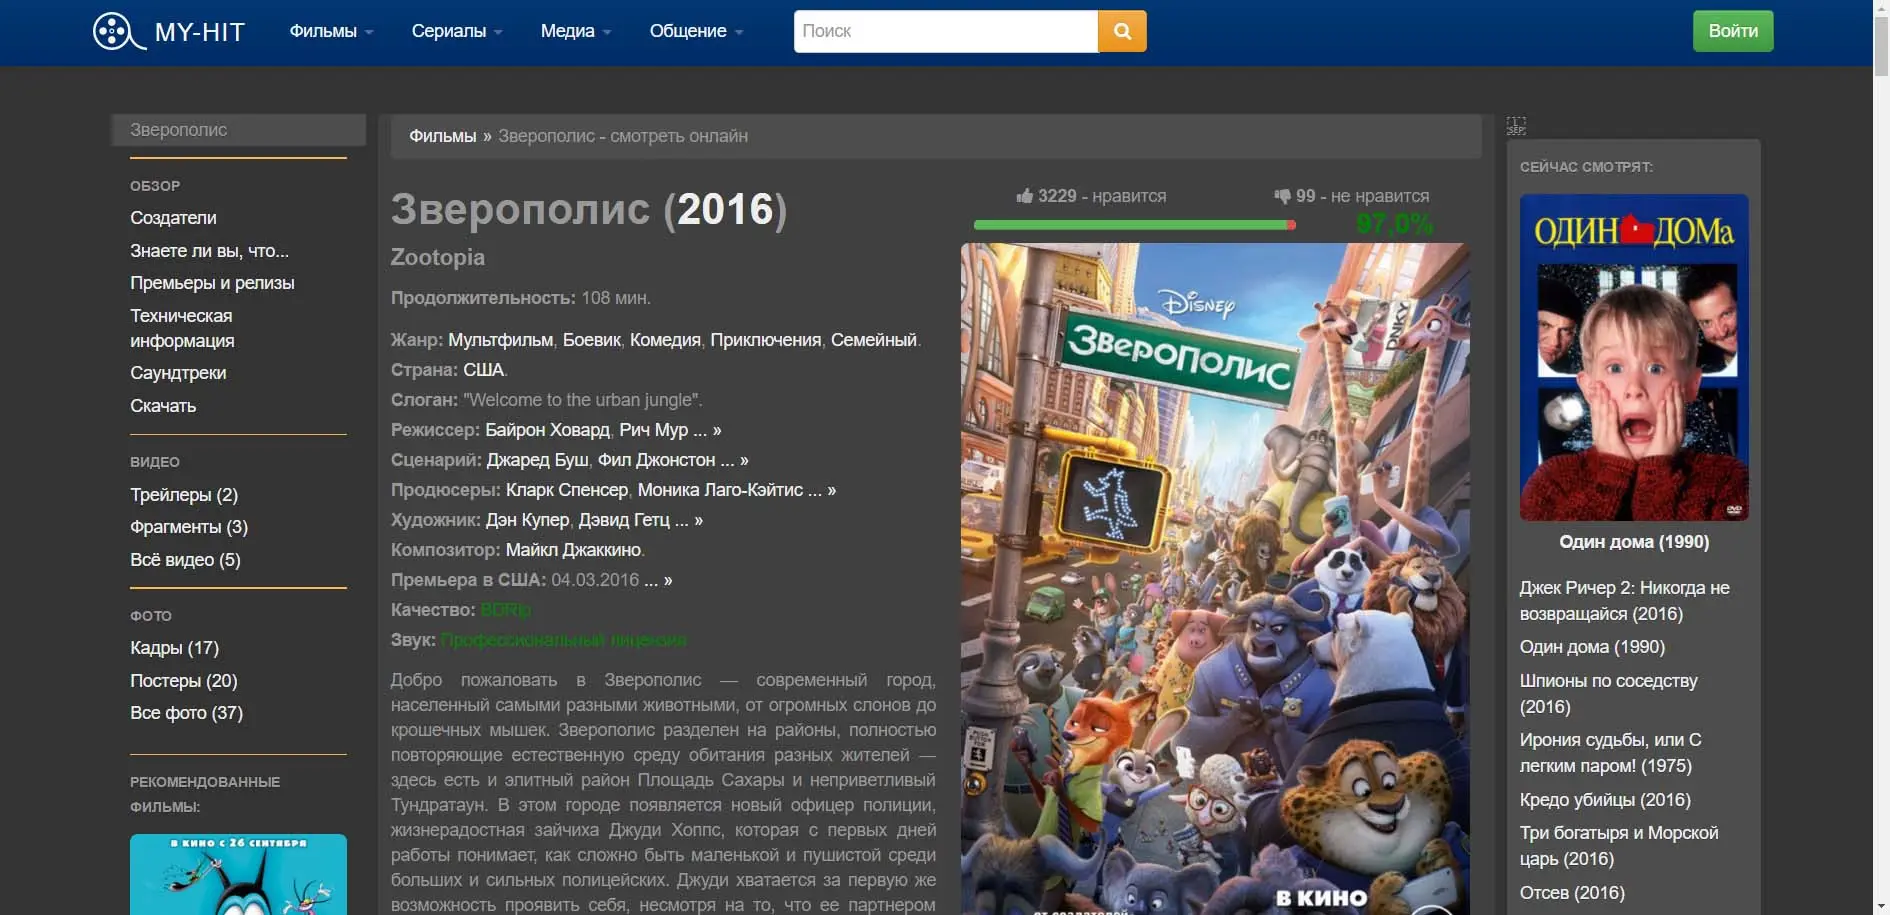 MY-HIT
Фильмы
Сериалы
Медиа
Общение
Поиск
Войти
Зверополис
ОБЗОР
Создатели
Знаете ли вы, что...
Премьеры и релизы
Техническая
информация
Саундтреки
Скачать
ВИДЕО
Трейлеры (2)
Фрагменты (3)
Всё видео (5)
ФОТО
Кадры (17)
Постеры (20)
Все фото (37)
РЕКОМЕНДОВАННЫЕ
ФИЛЬМЫ:
В КИНО С 26 СЕНТЯБРЯ
Фильмы » Зверополис - смотреть онлайн
Зверополис (2016)
Zootopia
Продолжительность: 108 мин.
Жанр: Мультфильм, Боевик, Комедия, Приключения, Семейный.
Страна: США.
Слоган: "Welcome to the urban jungle".
Режиссер: Байрон Ховард, Рич Мур ... »
Сценарий: Джаред Буш, Фил Джонстон ... »
Продюсеры: Кларк Спенсер, Моника Лаго-Кэйтис ... »
Художник: Дэн Купер, Дэвид Гетц ... »
Композитор: Майкл Джаккино.
Премьера в США: 04.03.2016 ... »
Качество: BDRip
Звук: Профессиональный лицензия
Добро пожаловать в Зверополис — современный город,
населенный самыми разными животными, от огромных слонов до
крошечных мышек. Зверополис разделен на районы, полностью
повторяющие естественную среду обитания разных жителей —
здесь есть и элитный район Площадь Сахары и неприветливый
Тундратаун. В этом городе появляется новый офицер полиции,
жизнерадостная зайчиха Джуди Хоппс, которая с первых дней
работы понимает, как сложно быть маленькой и пушистой среди
больших и сильных полицейских. Джуди хватается за первую же
возможность проявить себя, несмотря на то, что ее партнером
3229 - нравится
99 - не нравится
97,0%
DISNEY
ЗВЕРОПОЛИС
PNKY
В КИНО
ОТ СОЗДАТЕЛЕЙ
1
SEP
СЕЙЧАС СМОТРЯТ:
ОДИН ДОМа
DVD
Один дома (1990)
Джек Ричер 2: Никогда не
возвращайся (2016)
Один дома (1990)
Шпионы по соседству
(2016)
Ирония судьбы, или С
легким паром! (1975)
Кредо убийцы (2016)
Три богатыря и Морской
царь (2016)
Отсев (2016)